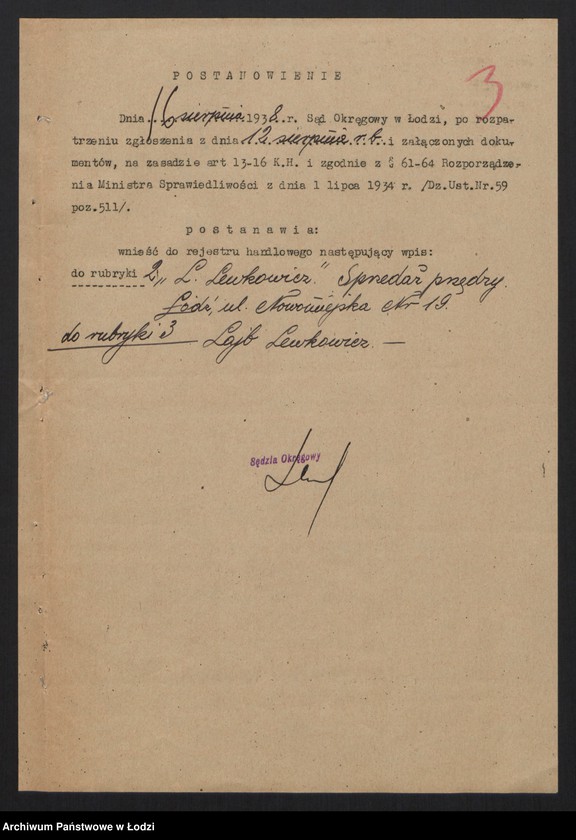 POSTANOWIENIE
3
Dnia...16 sierpnia 1938.r. Sąd Okręgowy w Łodzi, po rozpa-
trzeniu zgłoszenia z dnia 12 sierpnia r.b. i załączonych doku-
mentów, na zasadzie art 13-16 K.H. i zgodnie z § 61-64 Rozporządze-
nia Ministra Sprawiedliwości z dnia 1 lipca 1934 r. /Dz.Ust.Nr.59
poz.511/.
postanawia:
wnieść do rejestru handlowego następujący wpis:
do rubryki 2 „L. Lewkowicz." Sprzedaż przędzy.
Łódź, ul. Nowomiejska Nr 19.
do rubryki 3 Lajb Lewkowicz. —
Sędzia Okręgowy
Archiwum Państwowe w Łodzi